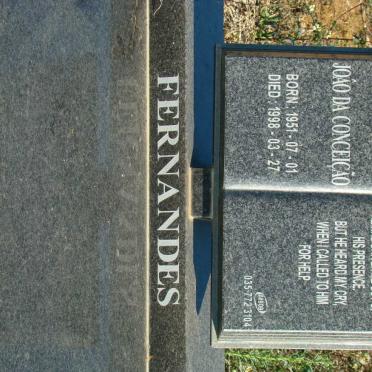 JOÃO DA CONCEIÇÃO
BORN: 1951 - 07 - 01
DIED: 1998 - 03 - 27
HIS PRESENCE
BUT HE HEARD MY CRY
WHEN I CALLED TO HIM
FOR HELP
035-772 3104
FERNANDES